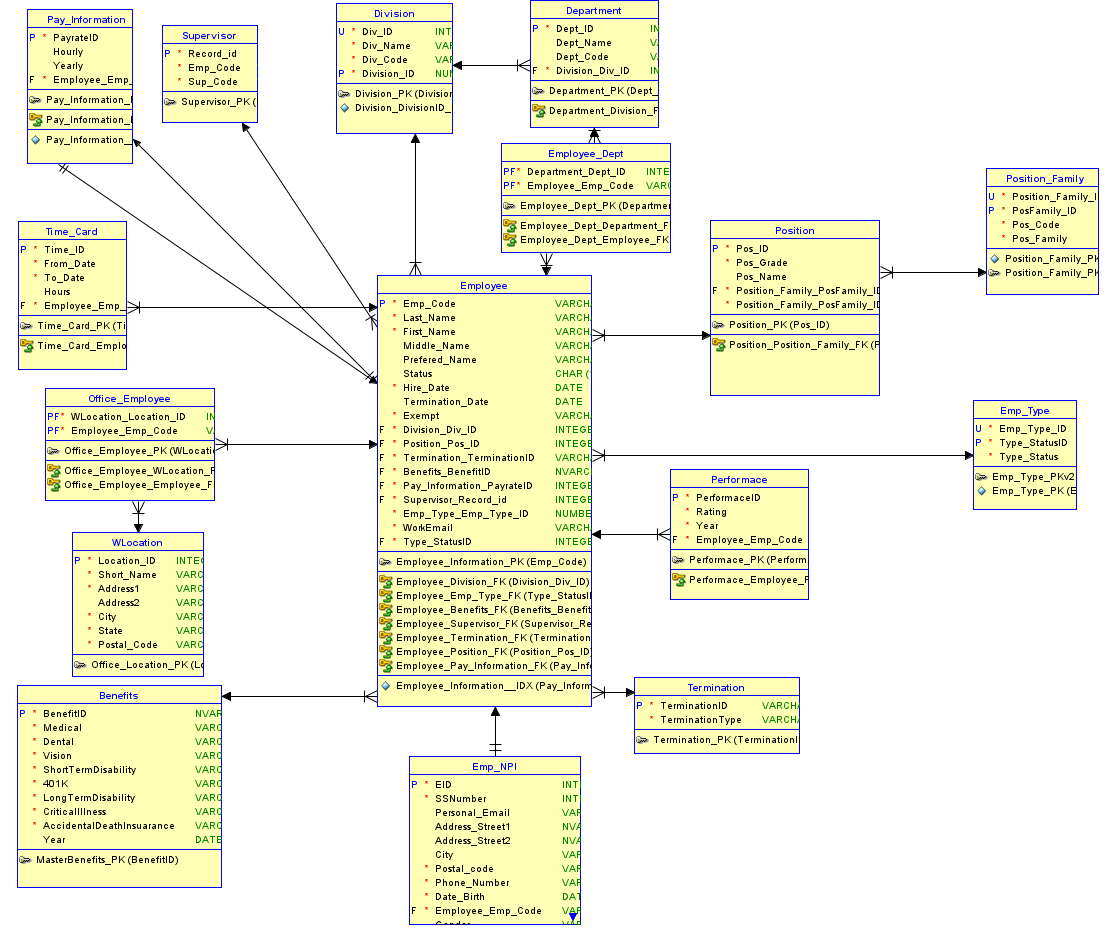 Pay_Information
P * PayrateID
Hourly
Yearly
F * Employee_Emp_
Pay_Information_
Pay_Information_
Pay_Information_
Supervisor
P * Record_id
* Emp_Code
* Sup_Code
Supervisor_PK (
Division
U * Div_ID INT
* Div_Name VAR
* Div_Code VAR
P * Division_ID NUM
Division_PK (Division
Division_DivisionID_
Department
P * Dept_ID IN
Dept_Name V
Dept_Code V
F * Division_Div_ID IN
Department_PK (Dept_
Department_Division_F
Employee_Dept
PF* Department_Dept_ID INTE
PF* Employee_Emp_Code VARC
Employee_Dept_PK (Departmen
Employee_Dept_Department_F
Employee_Dept_Employee_FK
Position_Family
U * Position_Family_I
P * PosFamily_ID
* Pos_Code
* Pos_Family
Position_Family_PK
Position_Family_PK
Position
P * Pos_ID
* Pos_Grade
Pos_Name
F * Position_Family_PosFamily_ID
* Position_Family_PosFamily_ID
Position_PK (Pos_ID)
Position_Position_Family_FK (P
Time_Card
P * Time_ID
* From_Date
* To_Date
Hours
F * Employee_Emp_
Time_Card_PK (Ti
Time_Card_Emplo
Employee
P * Emp_Code VARCH
* Last_Name VARCH
* First_Name VARCH
Middle_Name VARCH
Prefered_Name VARCH
Status CHAR (
* Hire_Date DATE
Termination_Date DATE
* Exempt VARCH
F * Division_Div_ID INTEGE
F * Position_Pos_ID INTEGE
F * Termination_TerminationID VARCH
F * Benefits_BenefitID NVARC
F * Pay_Information_PayrateID INTEGE
F * Supervisor_Record_id INTEGE
* Emp_Type_Emp_Type_ID NUMBE
* WorkEmail VARCH
F * Type_StatusID INTEGE
Employee_Information_PK (Emp_Code)
Employee_Division_FK (Division_Div_ID)
Employee_Emp_Type_FK (Type_StatusI
Employee_Benefits_FK (Benefits_Benefit
Employee_Supervisor_FK (Supervisor_Re
Employee_Termination_FK (Termination
Employee_Position_FK (Position_Pos_ID)
Employee_Pay_Information_FK (Pay_Inf
Employee_Information__IDX (Pay_Inform
Office_Employee
PF* WLocation_Location_ID IN
PF* Employee_Emp_Code V
Office_Employee_PK (WLocati
Office_Employee_WLocation_F
Office_Employee_Employee_F
Emp_Type
U * Emp_Type_ID
P * Type_StatusID
* Type_Status
Emp_Type_PKv2
Emp_Type_PK (E
Performace
P * PerformaceID
* Rating
* Year
F * Employee_Emp_Code
Performace_PK (Perform
Performace_Employee_F
WLocation
P * Location_ID INTEG
* Short_Name VARC
* Address1 VARC
Address2 VARC
* City VARC
* State VARC
* Postal_Code VARC
Office_Location_PK (Lo
Benefits
P * BenefitID NVAR
* Medical VARC
* Dental VARC
* Vision VARC
* ShortTermDisability VARC
* 401K VARC
* LongTermDisability VARC
* CriticalIllness VARC
* AccidentalDeathInsuarance VARC
Year DATE
MasterBenefits_PK (BenefitID)
Termination
P * TerminationID VARCHA
* TerminationType VARCHA
Termination_PK (TerminationI
Emp_NPI
P * EID INT
* SSNumber INT
Personal_Email VAR
Address_Street1 NVA
Address_Street2 NVA
City VAR
* Postal_code VAR
* Phone_Number VAR
* Date_Birth DAT
F * Employee_Emp_Code VAR